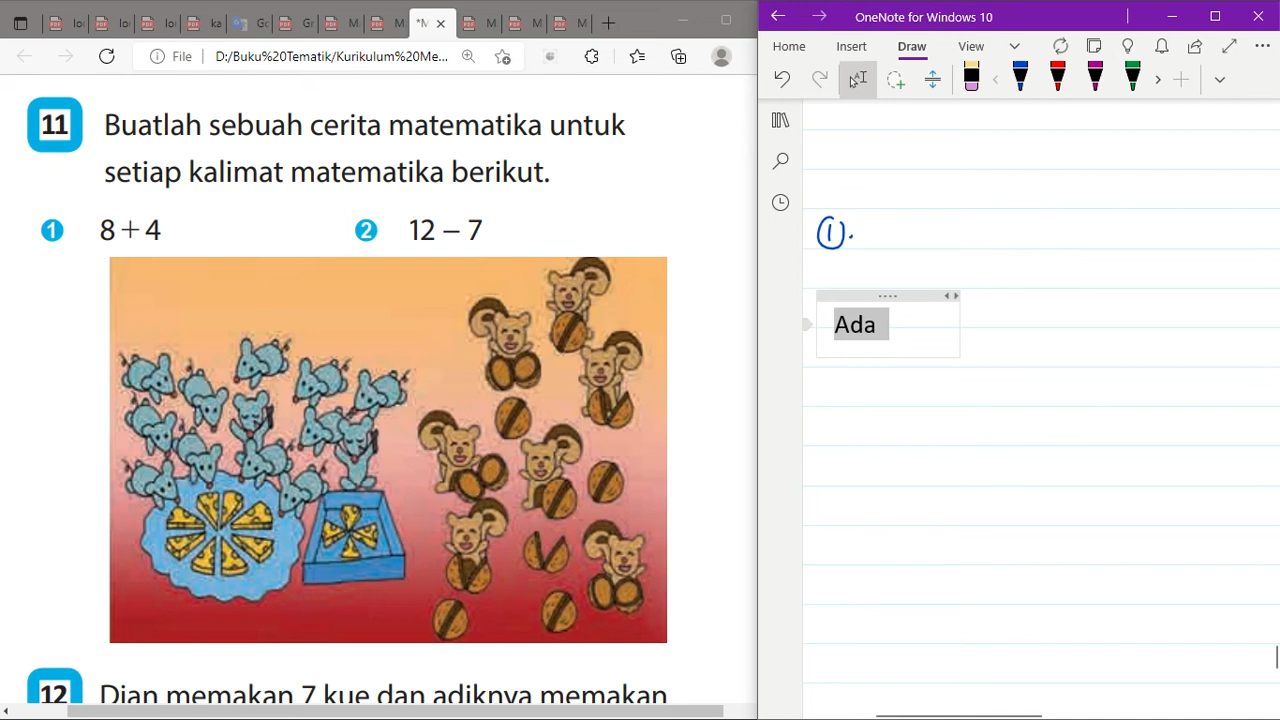 *M
File
D:/Buku%20Tematik/Kurikulum%20Me...
11 Buatlah sebuah cerita matematika untuk
setiap kalimat matematika berikut.
1 8 + 4
2 12 – 7
12 Dian memakan 7 kue dan adiknya memakan
OneNote for Windows 10
Home Insert Draw View
(1).
Ada